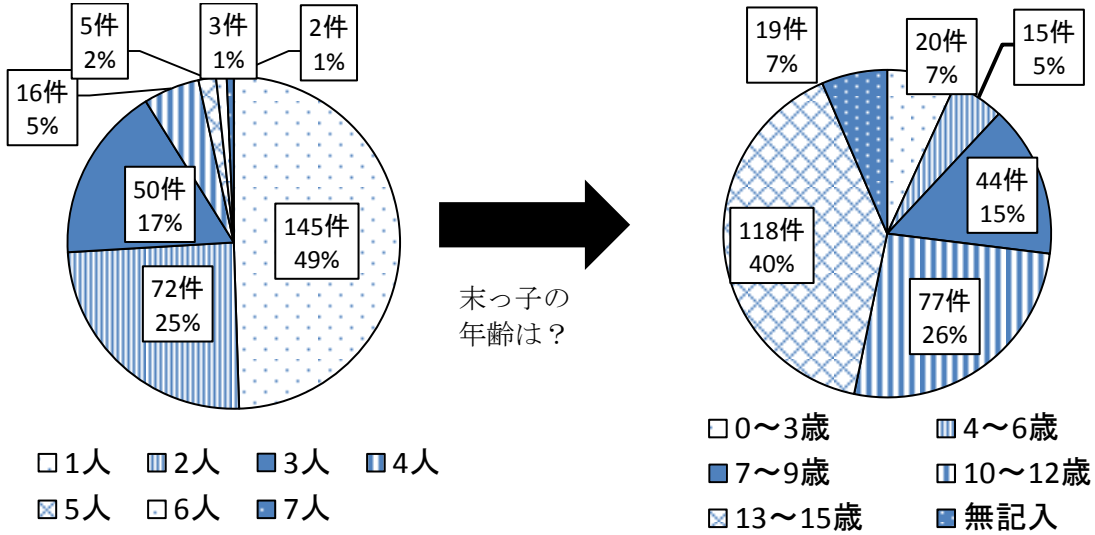 5件
2%
3件
1%
2件
1%
16件
5%
50件
17%
145件
49%
72件
25%
□1人 2人 3人 4人
5人 6人 7人
末っ子の
年齢は？
19件
7%
20件
7%
15件
5%
44件
15%
118件
40%
77件
26%
0～3歳 4～6歳
7～9歳 10～12歳
13～15歳 無記入